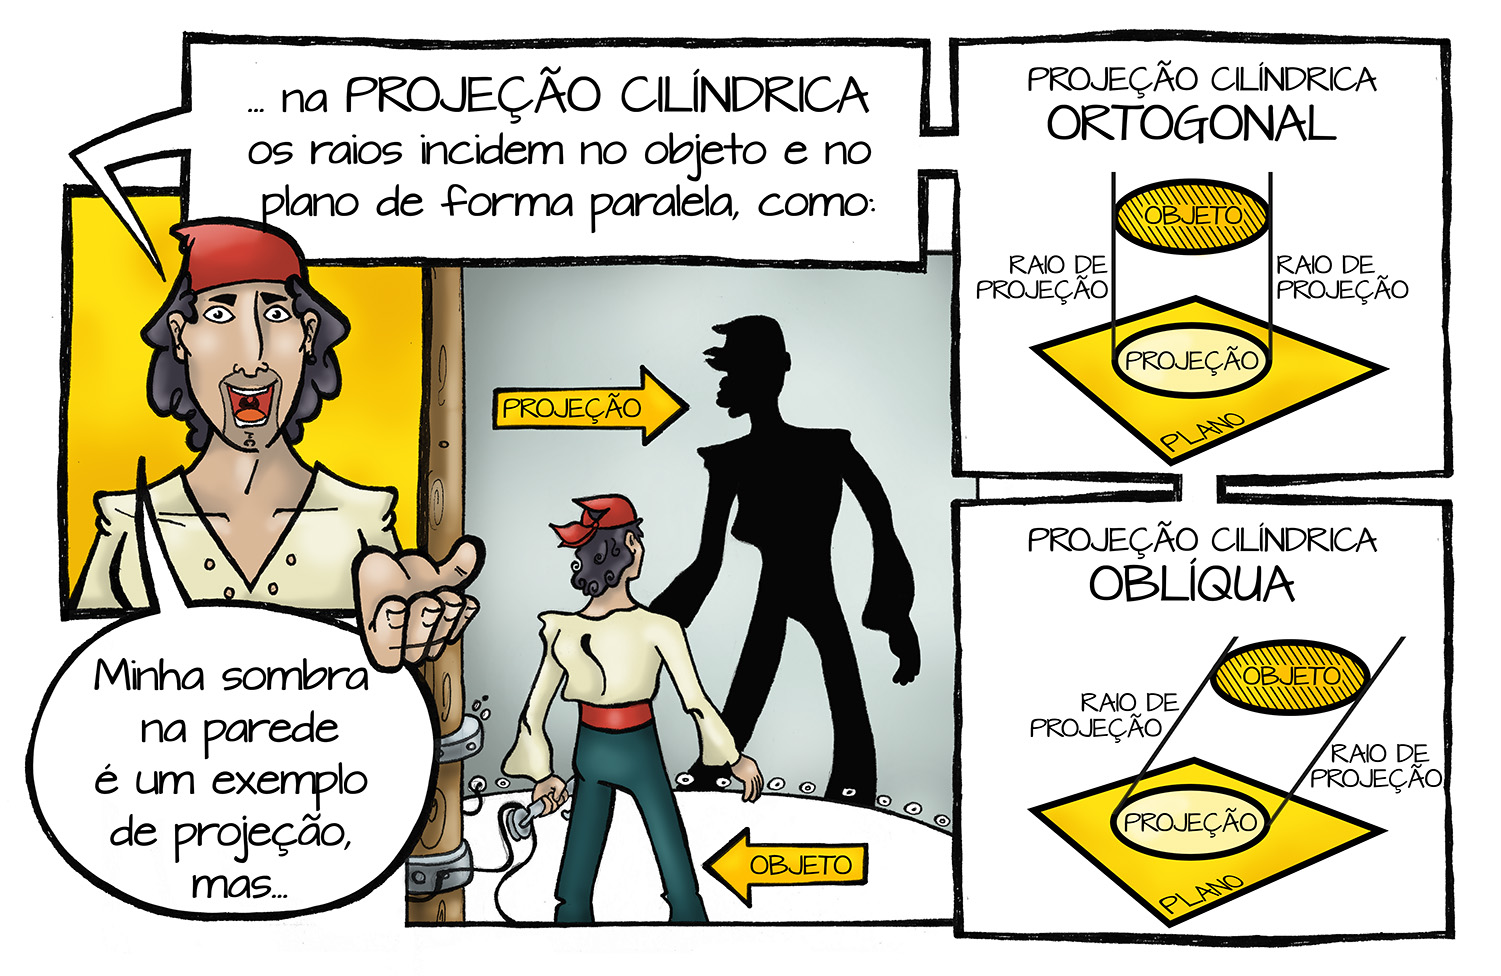 ... na PROJEÇÃO CILÍNDRICA
os raios incidem no objeto e no
plano de forma paralela, como:
Minha sombra
na parede
é um exemplo
de projeção,
mas...
PROJEÇÃO
OBJETO
PROJEÇÃO CILÍNDRICA
ORTOGONAL
OBJETO
RAIO DE
PROJEÇÃO
RAIO DE
PROJEÇÃO
PROJEÇÃO
PLANO
PROJEÇÃO CILÍNDRICA
OBLÍQUA
OBJETO
RAIO DE
PROJEÇÃO
RAIO DE
PROJEÇÃO
PROJEÇÃO
PLANO